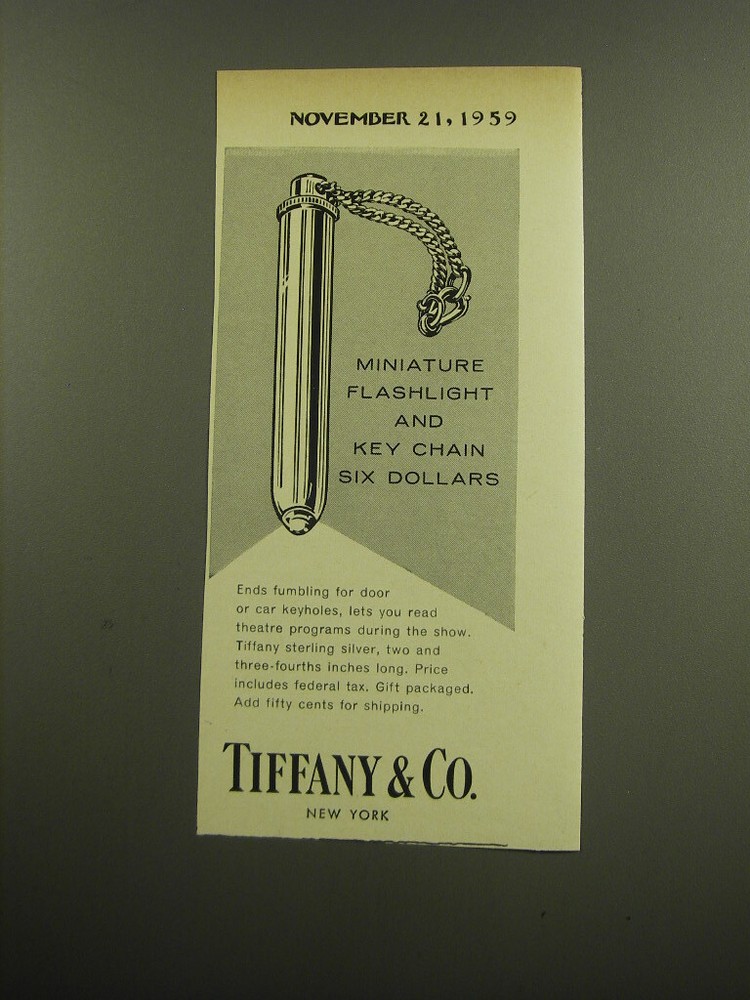 NOVEMBER 21, 1959
MINIATURE
FLASHLIGHT
AND
KEY CHAIN
SIX DOLLARS
Ends fumbling for door
or car keyholes, lets you read
theatre programs during the show.
Tiffany sterling silver, two and
three-fourths inches long. Price
includes federal tax. Gift packaged.
Add fifty cents for shipping.
TIFFANY & CO.
NEW YORK